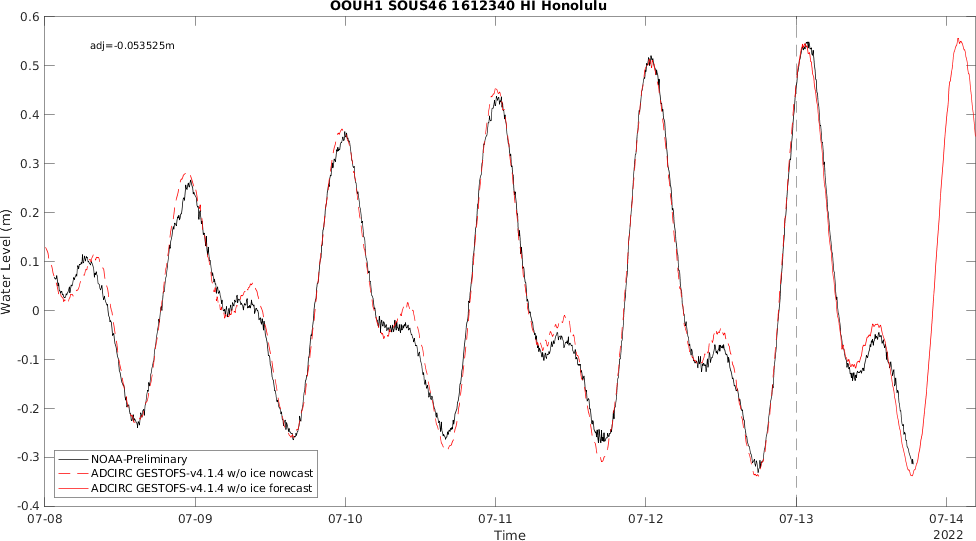 OOUH1 SOUS46 1612340 HI Honolulu
adj=-0.053525m
0.6
0.5
0.4
0.3
0.2
0.1
0
-0.1
-0.2
-0.3
-0.4
Water Level (m)
NOAA-Preliminary
ADCIRC GESTOFS-v4.1.4 w/o ice nowcast
ADCIRC GESTOFS-v4.1.4 w/o ice forecast
07-08 07-09 07-10 07-11 07-12 07-13 07-14
Time
2022